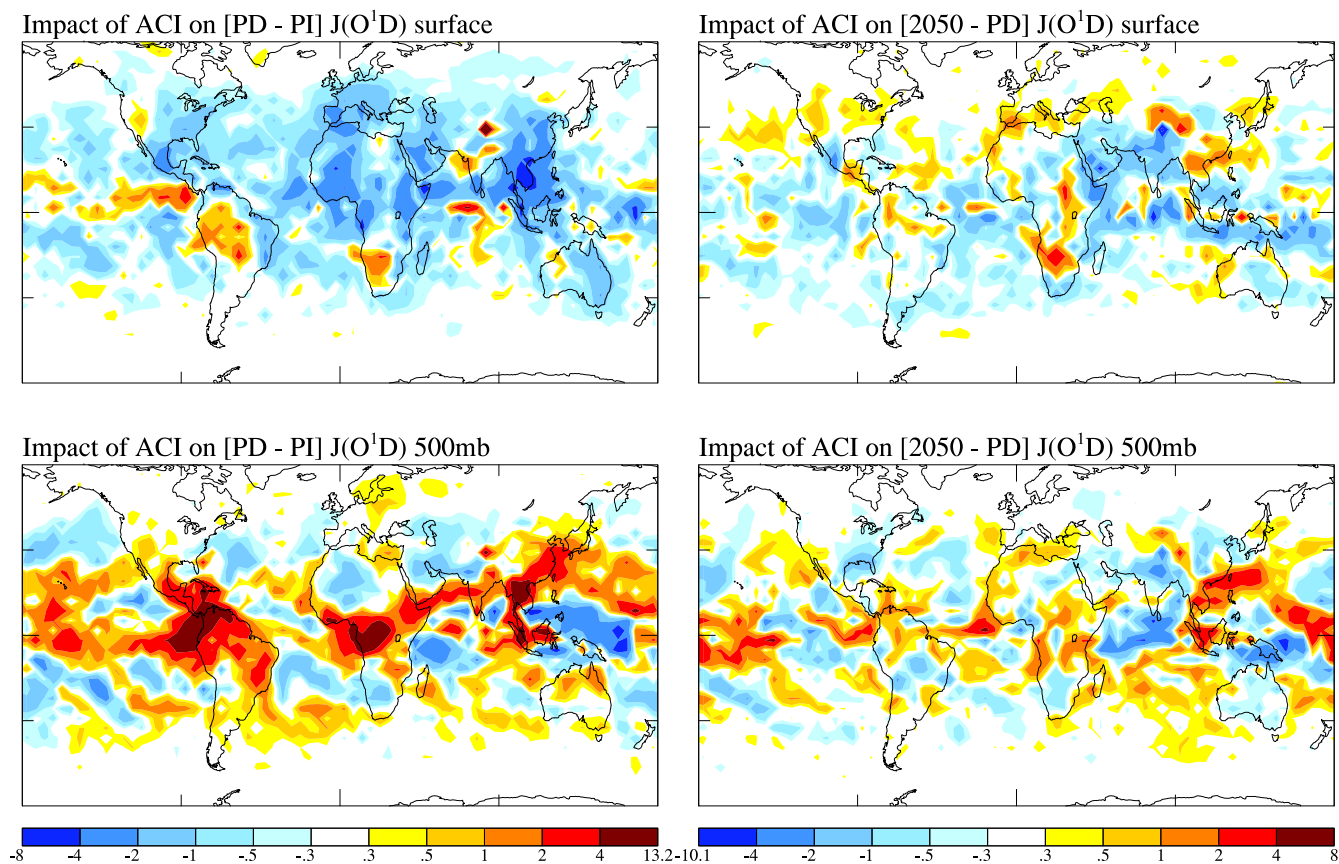 Impact of ACI on [PD - PI] J(O¹D) surface
Impact of ACI on [2050 - PD] J(O¹D) surface
Impact of ACI on [PD - PI] J(O¹D) 500mb
Impact of ACI on [2050 - PD] J(O¹D) 500mb
-8 -4 -2 -1 -.5 -.3 .3 .5 1 2 4 13.2
-10.1 -4 -2 -1 -.5 -.3 .3 .5 1 2 4 8